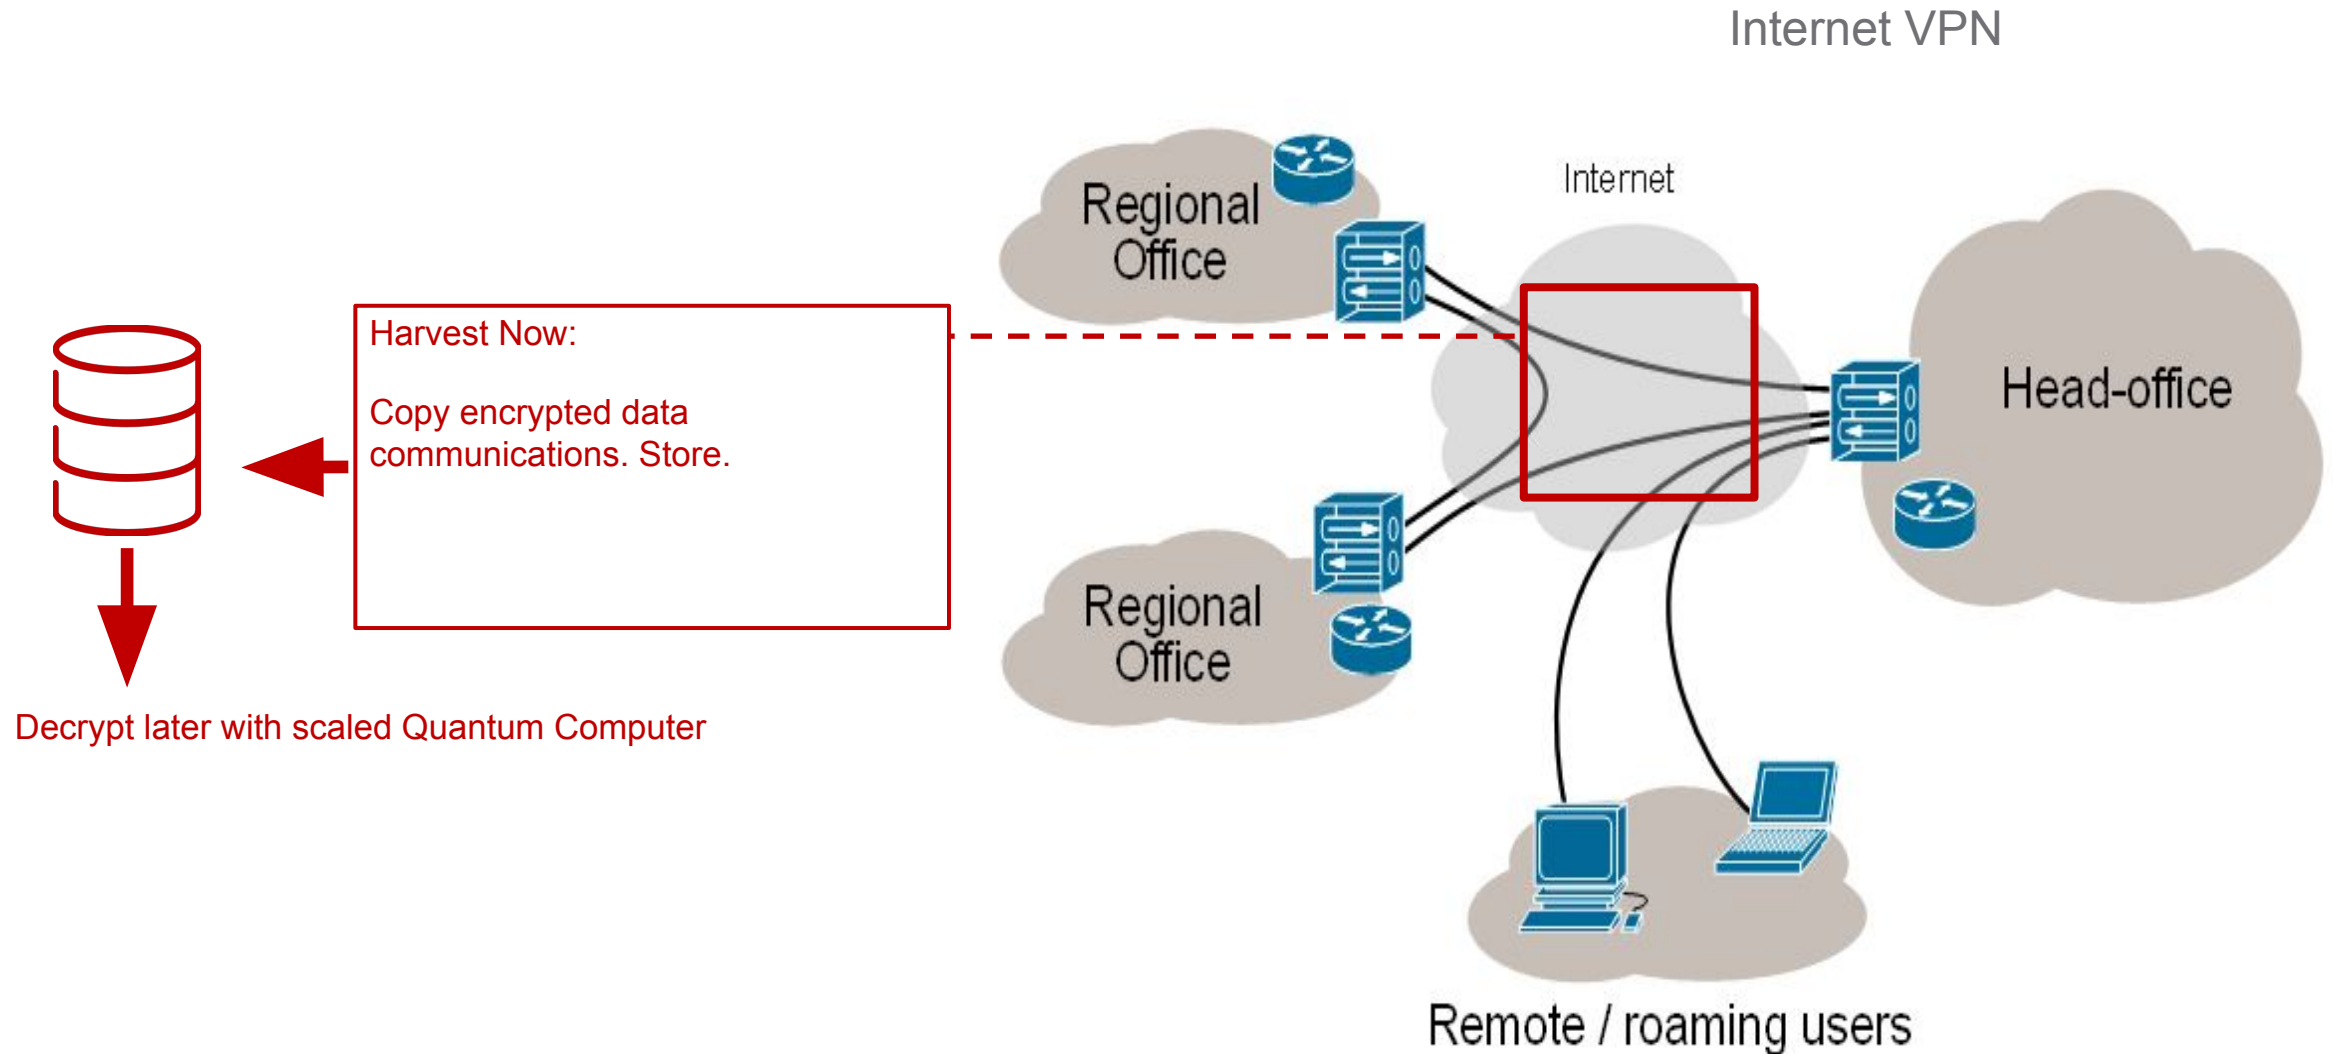 Internet VPN
Internet
Regional
Office
Head-office
Harvest Now:
Copy encrypted data
communications. Store.
Regional
Office
Decrypt later with scaled Quantum Computer
Remote / roaming users